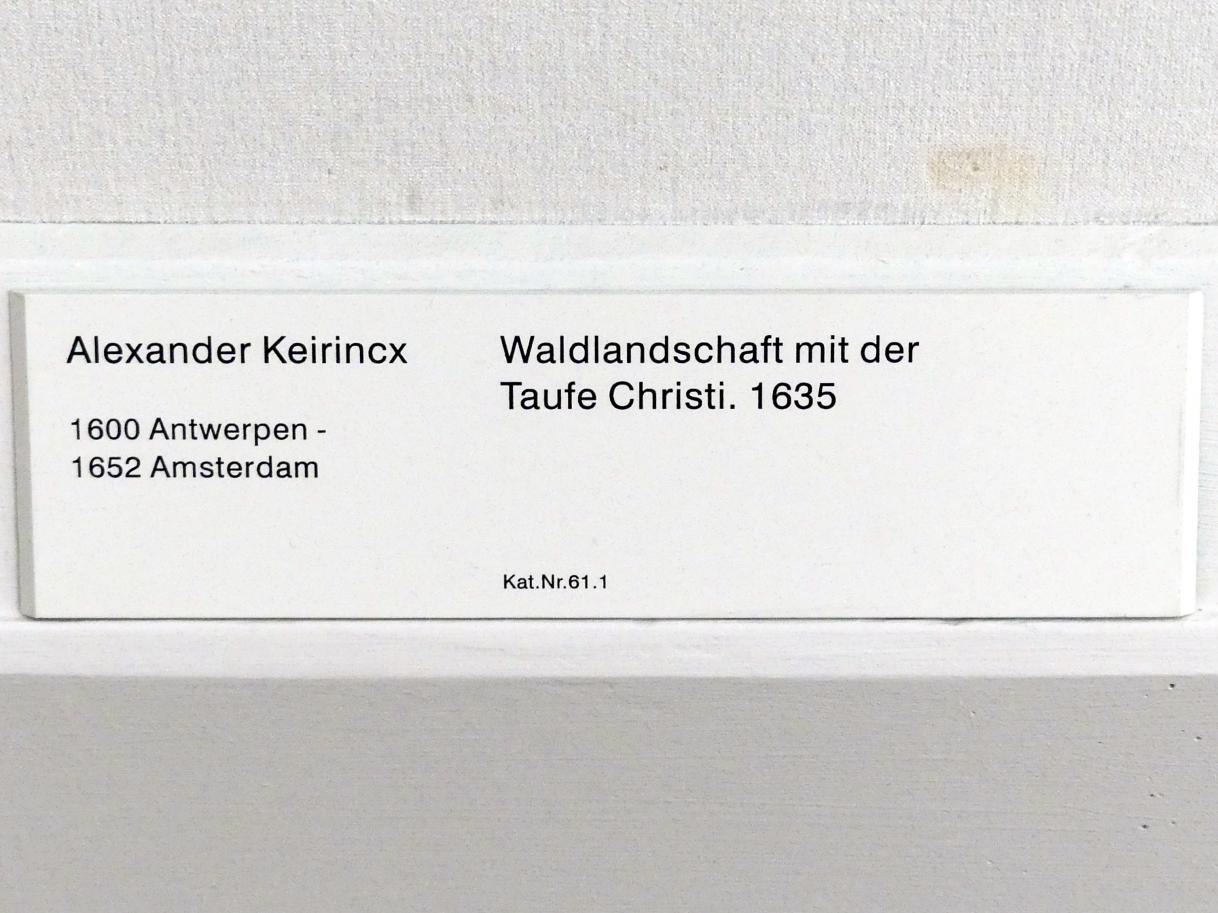 Alexander Keirincx
1600 Antwerpen -
1652 Amsterdam
Waldlandschaft mit der
Taufe Christi. 1635
Kat.Nr.61.1